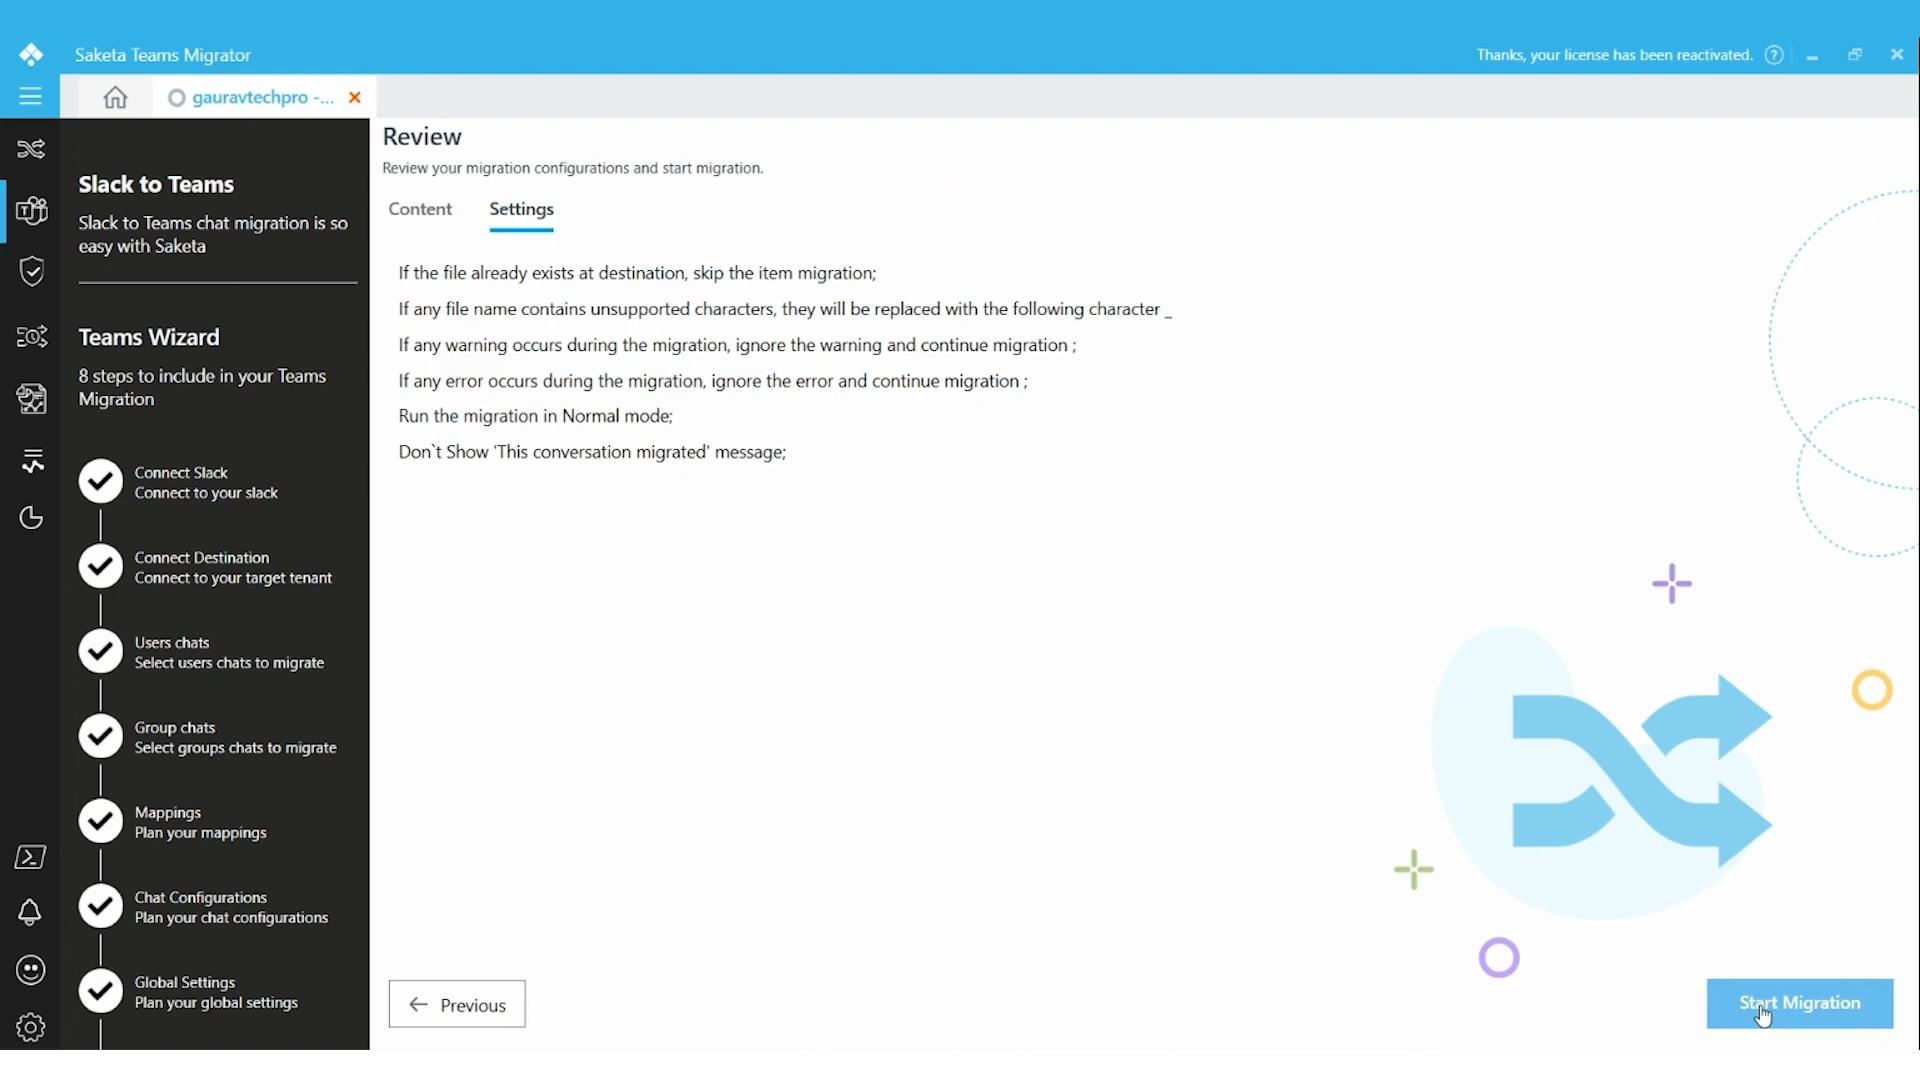 Saketa Teams Migrator
Thanks, your license has been reactivated.
gauravtechpro -...
Slack to Teams
Slack to Teams chat migration is so
easy with Saketa
Teams Wizard
8 steps to include in your Teams
Migration
Connect Slack
Connect to your slack
Connect Destination
Connect to your target tenant
Users chats
Select users chats to migrate
Group chats
Select groups chats to migrate
Mappings
Plan your mappings
Chat Configurations
Plan your chat configurations
Global Settings
Plan your global settings
Review
Review your migration configurations and start migration.
Content Settings
If the file already exists at destination, skip the item migration;
If any file name contains unsupported characters, they will be replaced with the following character _
If any warning occurs during the migration, ignore the warning and continue migration ;
If any error occurs during the migration, ignore the error and continue migration ;
Run the migration in Normal mode;
Don`t Show 'This conversation migrated' message;
Previous
Start Migration